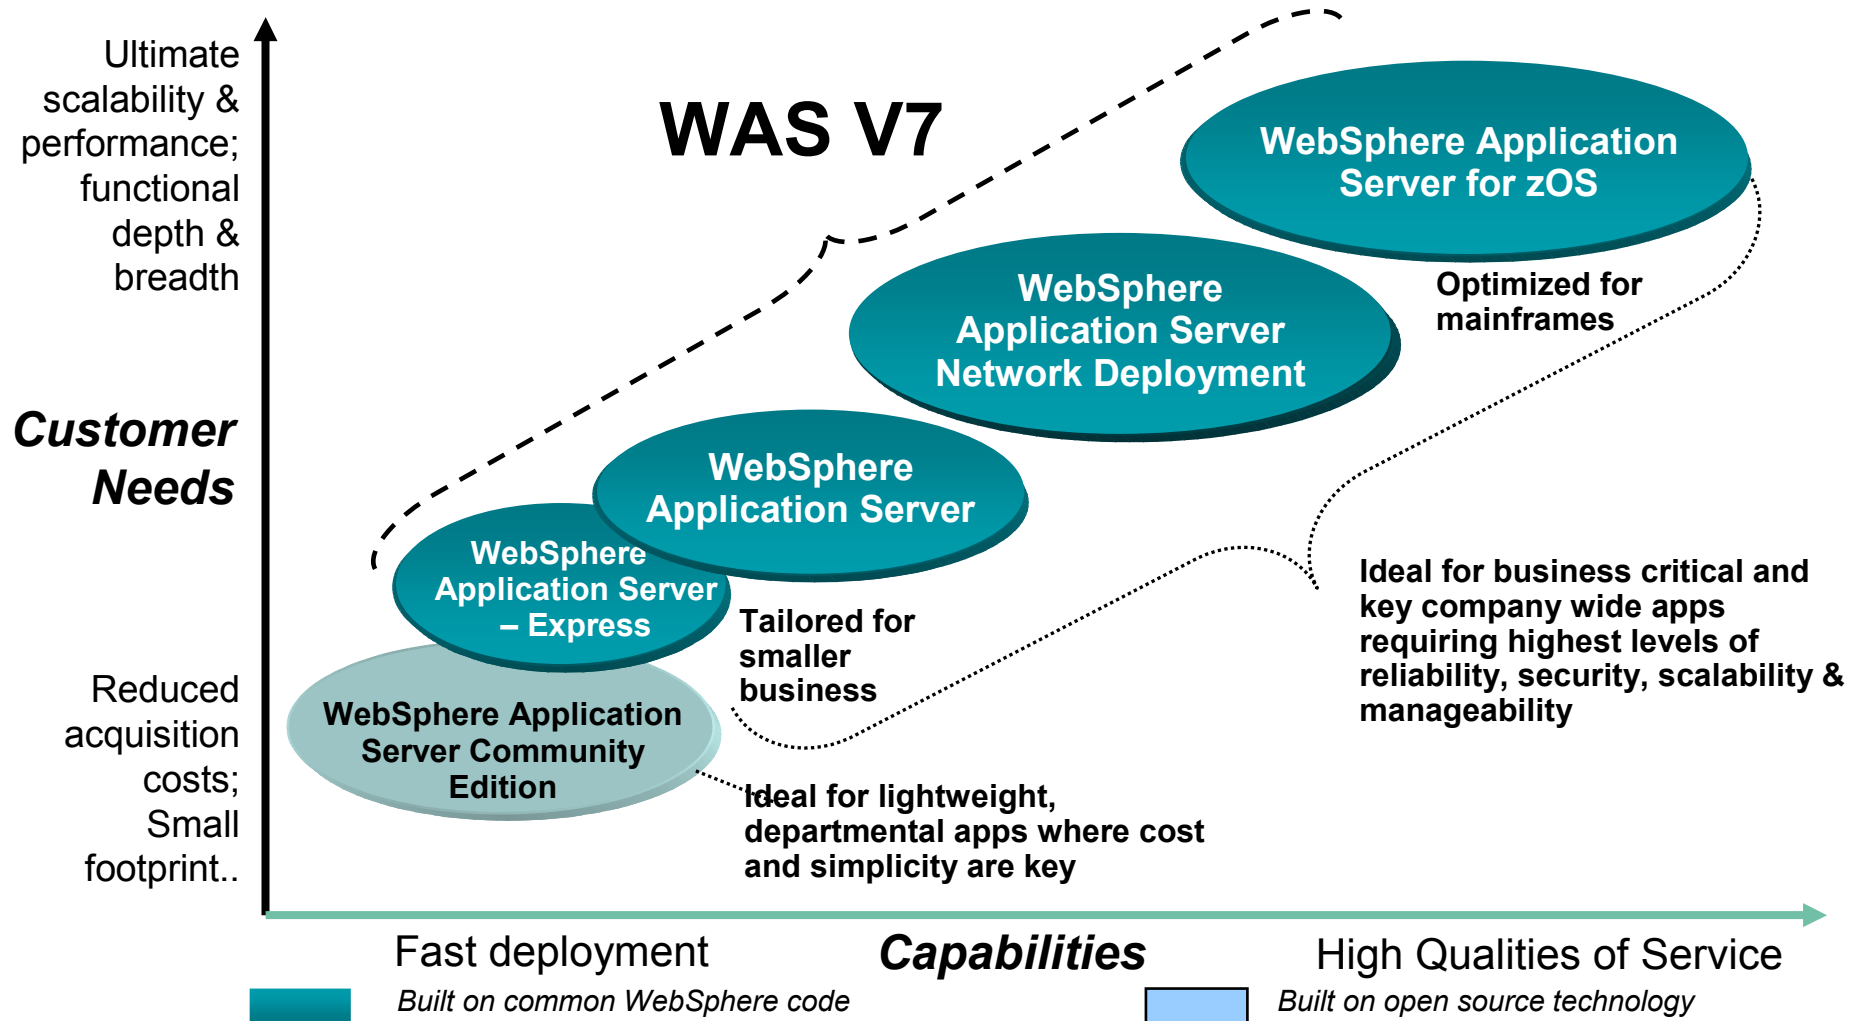 Ultimate
scalability &
performance;
functional
depth &
breadth
WAS V7
WebSphere Application
Server for zOS
Optimized for
mainframes
WebSphere
Application Server
Network Deployment
Customer
Needs
WebSphere
Application Server
WebSphere
Application Server
– Express
Tailored for
smaller
business
Ideal for business critical and
key company wide apps
requiring highest levels of
reliability, security, scalability &
manageability
Reduced
acquisition
costs;
Small
footprint..
WebSphere Application
Server Community
Edition
Ideal for lightweight,
departmental apps where cost
and simplicity are key
Fast deployment
Capabilities
High Qualities of Service
Built on common WebSphere code
Built on open source technology